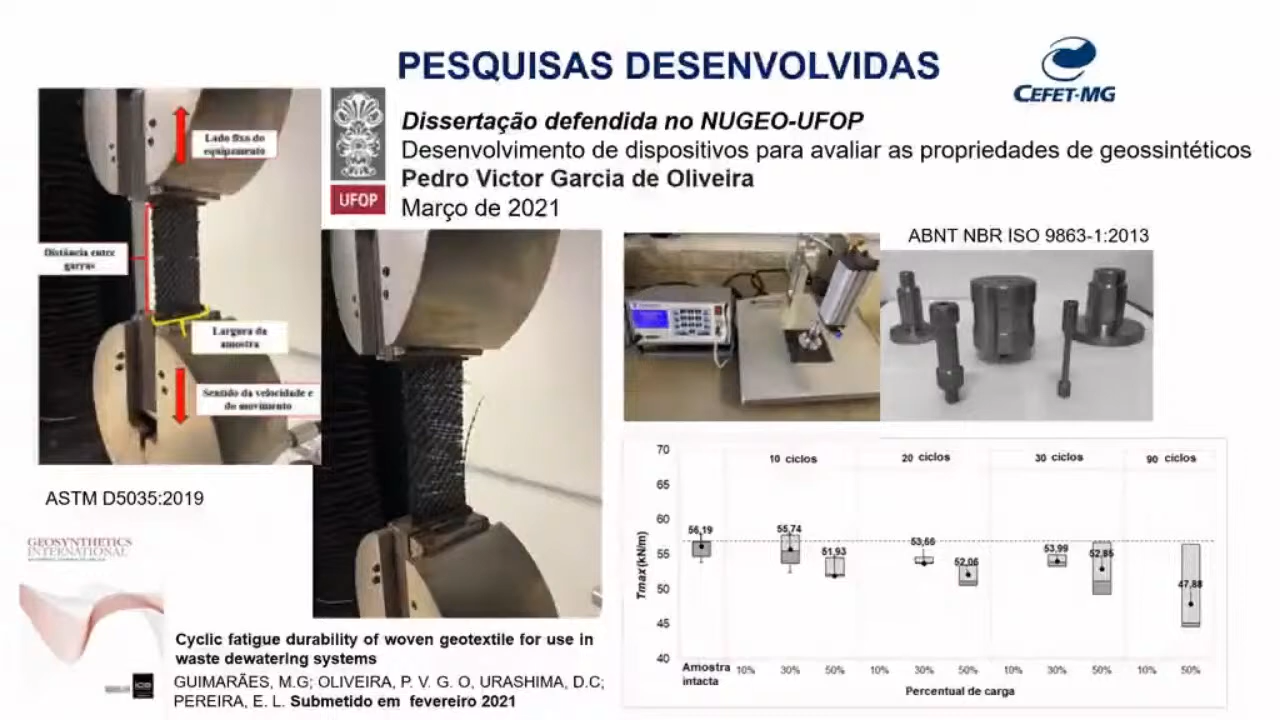 PESQUISAS DESENVOLVIDAS
CEFET-MG
Dissertação defendida no NUGEO-UFOP
Desenvolvimento de dispositivos para avaliar as propriedades de geossintéticos
Pedro Victor Garcia de Oliveira
Março de 2021
UFOP
Lado fixo do
equipamento
Distância entre
garras
Largura da
amostra
Sentido da velocidade e
do movimento
ASTM D5035:2019
ABNT NBR ISO 9863-1:2013
GEOSYNTHETICS
INTERNATIONAL
Cyclic fatigue durability of woven geotextile for use in
waste dewatering systems
GUIMARÃES, M.G; OLIVEIRA, P. V. G. O, URASHIMA, D.C;
PEREIRA, E. L. Submetido em fevereiro 2021
ice
10 ciclos 20 ciclos 30 ciclos 90 ciclos
Tmax (kN/m)
70
65
60
55
50
45
40
56,19 55,74 51,93 53,56 52,06 53,99 52,85 47,88
Amostra
intacta
10% 30% 50% 10% 30% 50% 10% 30% 50% 50%
Percentual de carga